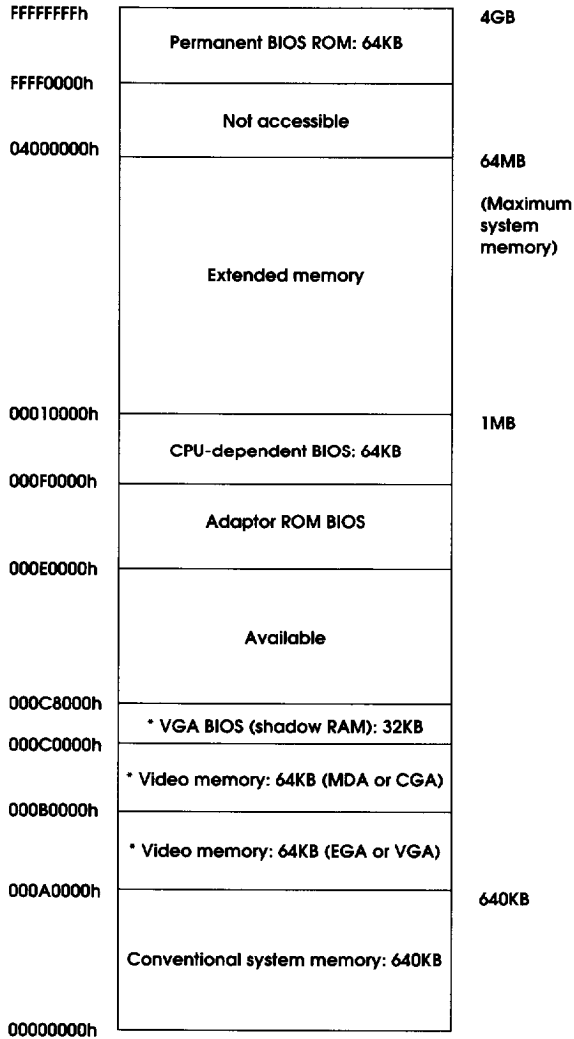 FFFFFFFFh
4GB
Permanent BIOS ROM: 64KB
FFFF0000h
Not accessible
04000000h
64MB
(Maximum
system
memory)
Extended memory
00010000h
1MB
CPU-dependent BIOS: 64KB
000F0000h
Adaptor ROM BIOS
000E0000h
Available
000C8000h
* VGA BIOS (shadow RAM): 32KB
000C0000h
* Video memory: 64KB (MDA or CGA)
000B0000h
* Video memory: 64KB (EGA or VGA)
000A0000h
640KB
Conventional system memory: 640KB
00000000h